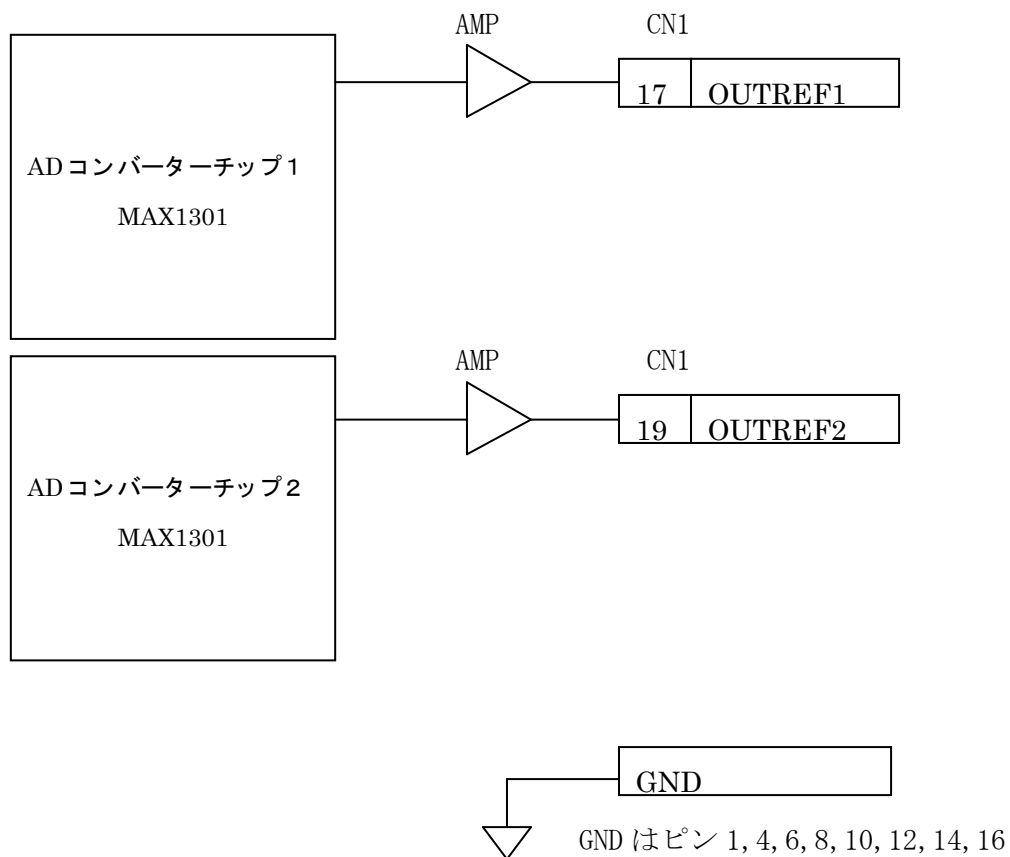 AMP CN1
17 OUTREF1
ADコンバーターチップ1
MAX1301
AMP CN1
19 OUTREF2
ADコンバーターチップ2
MAX1301
GND
GND はピン 1,4,6,8,10,12,14,16